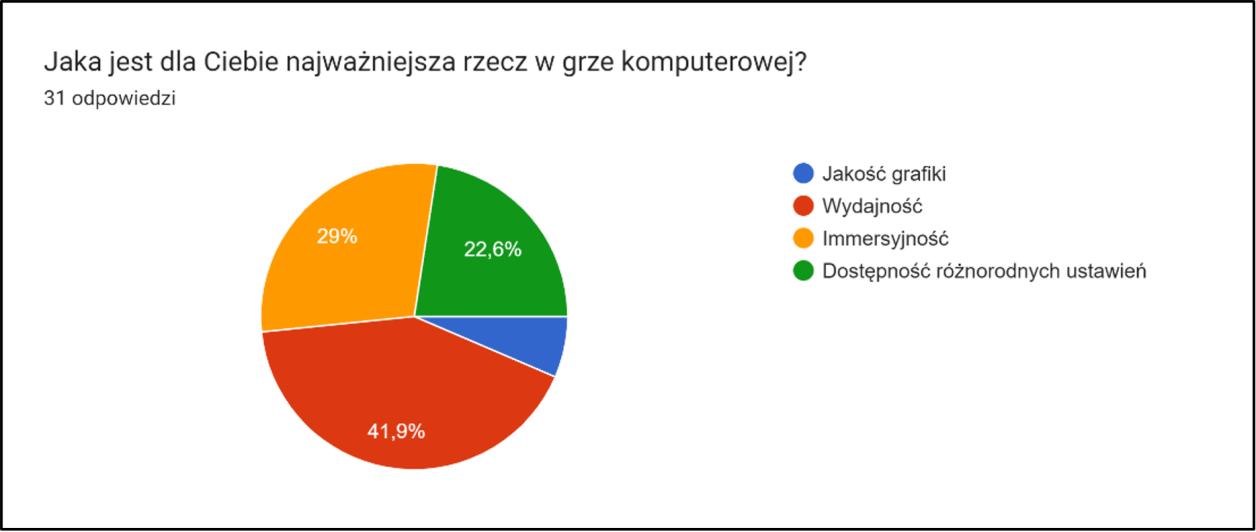 Jaka jest dla Ciebie najważniejsza rzecz w grze komputerowej?
31 odpowiedzi
29%
22,6%
41,9%
Jakość grafiki
Wydajność
Immersyjność
Dostępność różnorodnych ustawień